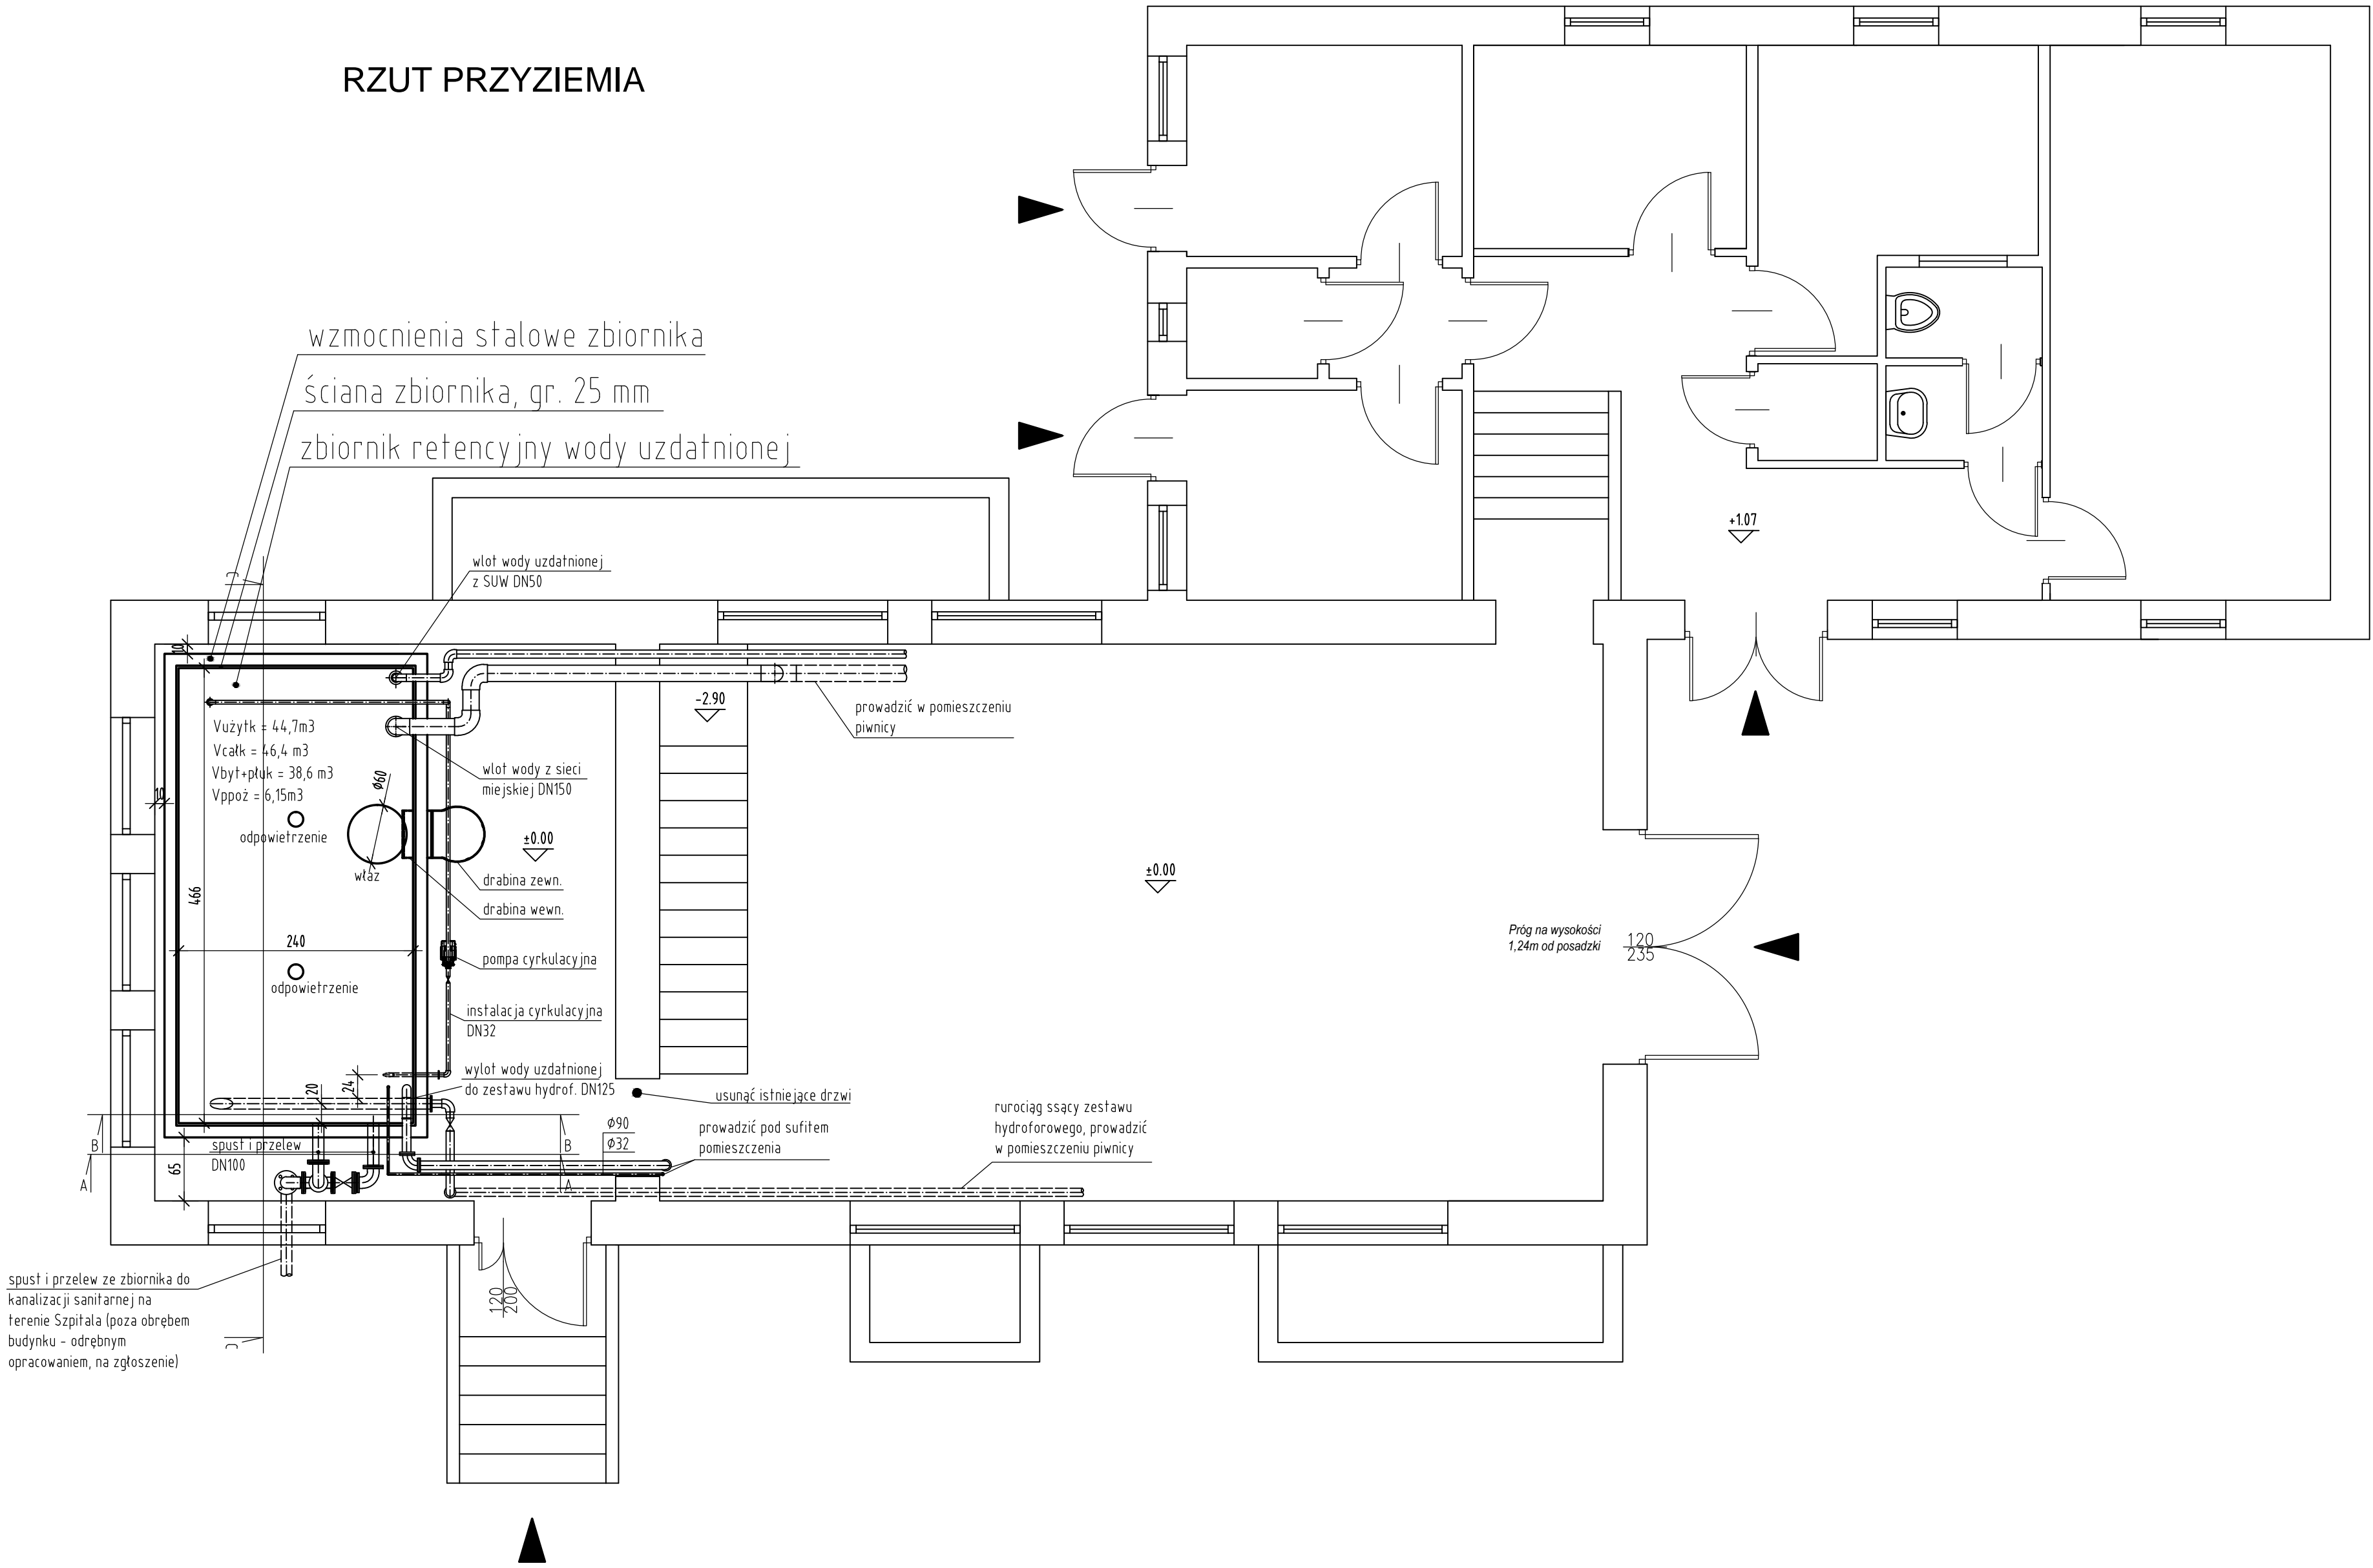 RZUT PRZYZIEMIA
wzmocnienia stalowe zbiornika
ściana zbiornika, gr. 25 mm
zbiornik retencyjny wody uzdatnionej
wlot wody uzdatnionej
z SUW DN50
+1.07
C
10
-2.90
prowadzić w pomieszczeniu
piwnicy
Vużytk = 44,7m3
Vcałk = 46,4 m3
Vbyt+płuk = 38,6 m3
Vppoż = 6,15m3
10
ø60
wlot wody z sieci
miejskiej DN150
odpowietrzenie
±0.00
właz
drabina zewn.
±0.00
466
drabina wewn.
240
Próg na wysokości
1,24m od posadzki
120
235
pompa cyrkulacyjna
odpowietrzenie
instalacja cyrkulacyjna
DN32
wylot wody uzdatnionej
do zestawu hydrof. DN125
20
24
usunąć istniejące drzwi
rurociąg ssący zestawu
hydroforowego, prowadzić
w pomieszczeniu piwnicy
prowadzić pod sufitem
pomieszczenia
ø90
ø32
B
B
spust i przelew
DN100
65
A
A
spust i przelew ze zbiornika do
kanalizacji sanitarnej na
terenie Szpitala (poza obrębem
budynku - odrębnym
opracowaniem, na zgłoszenie)
120
200
C